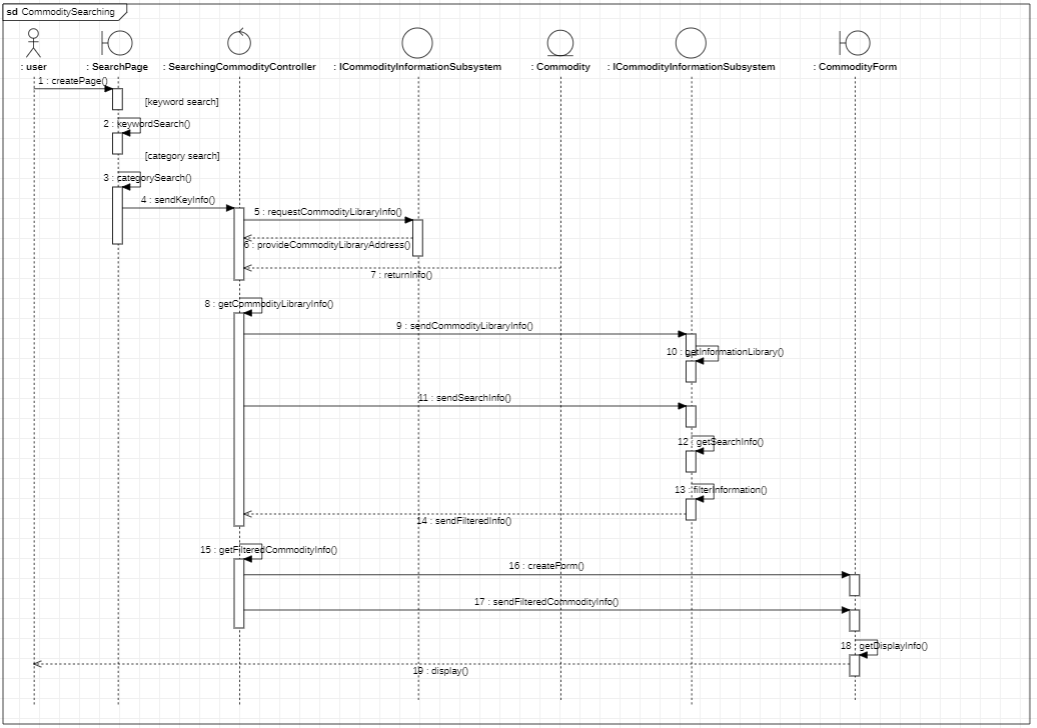 sd CommoditySearching
: user
: SearchPage
: SearchingCommodityController
: ICommodityInformationSubsystem
: Commodity
: ICommodityInformationSubsystem
: CommodityForm
1 : createPage()
[keyword search]
2 : keywordSearch()
[category search]
3 : categorySearch()
4 : sendKeyInfo()
5 : requestCommodityLibraryInfo()
6 : provideCommodityLibraryAddress()
7 : returnInfo()
8 : getCommodityLibraryInfo()
9 : sendCommodityLibraryInfo()
10 : getInformationLibrary()
11 : sendSearchInfo()
12 : getSearchInfo()
13 : filterInformation()
14 : sendFilteredInfo()
15 : getFilteredCommodityInfo()
16 : createForm()
17 : sendFilteredCommodityInfo()
18 : getDisplayInfo()
19 : display()